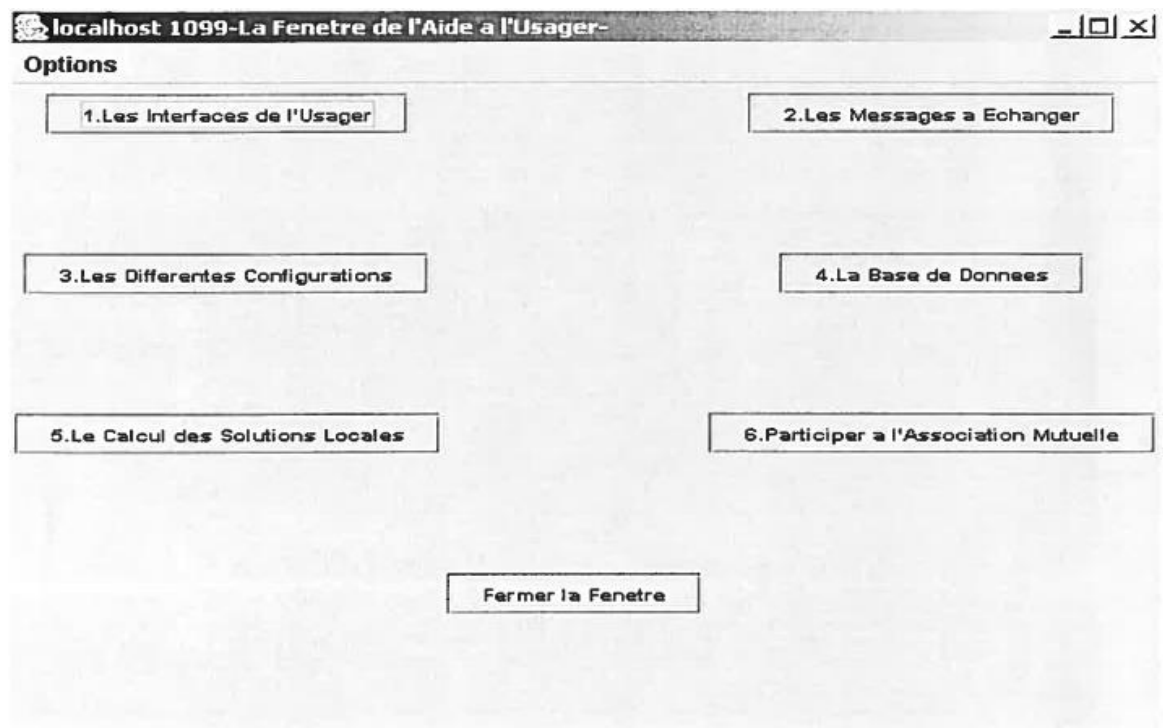 localhost 1099-La Fenetre de l'Aide a l'Usager-
Options
1.Les Interfaces de l'Usager
2.Les Messages a Echanger
3.Les Differentes Configurations
4.La Base de Donnees
5.Le Calcul des Solutions Locales
6.Participer a l'Association Mutuelle
Fermer la Fenetre